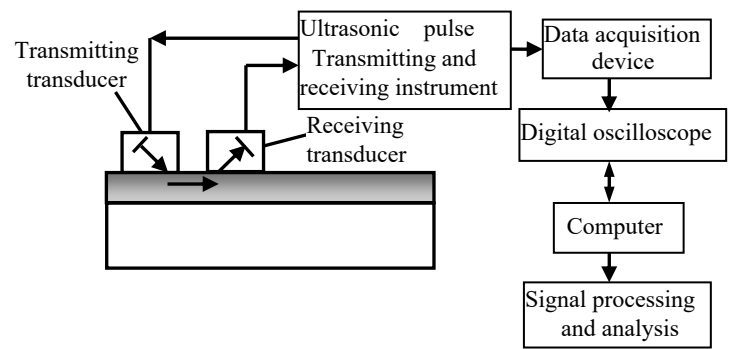 Transmitting
transducer
Ultrasonic pulse
Transmitting and
receiving instrument
Receiving
transducer
Data acquisition
device
Digital oscilloscope
Computer
Signal processing
and analysis